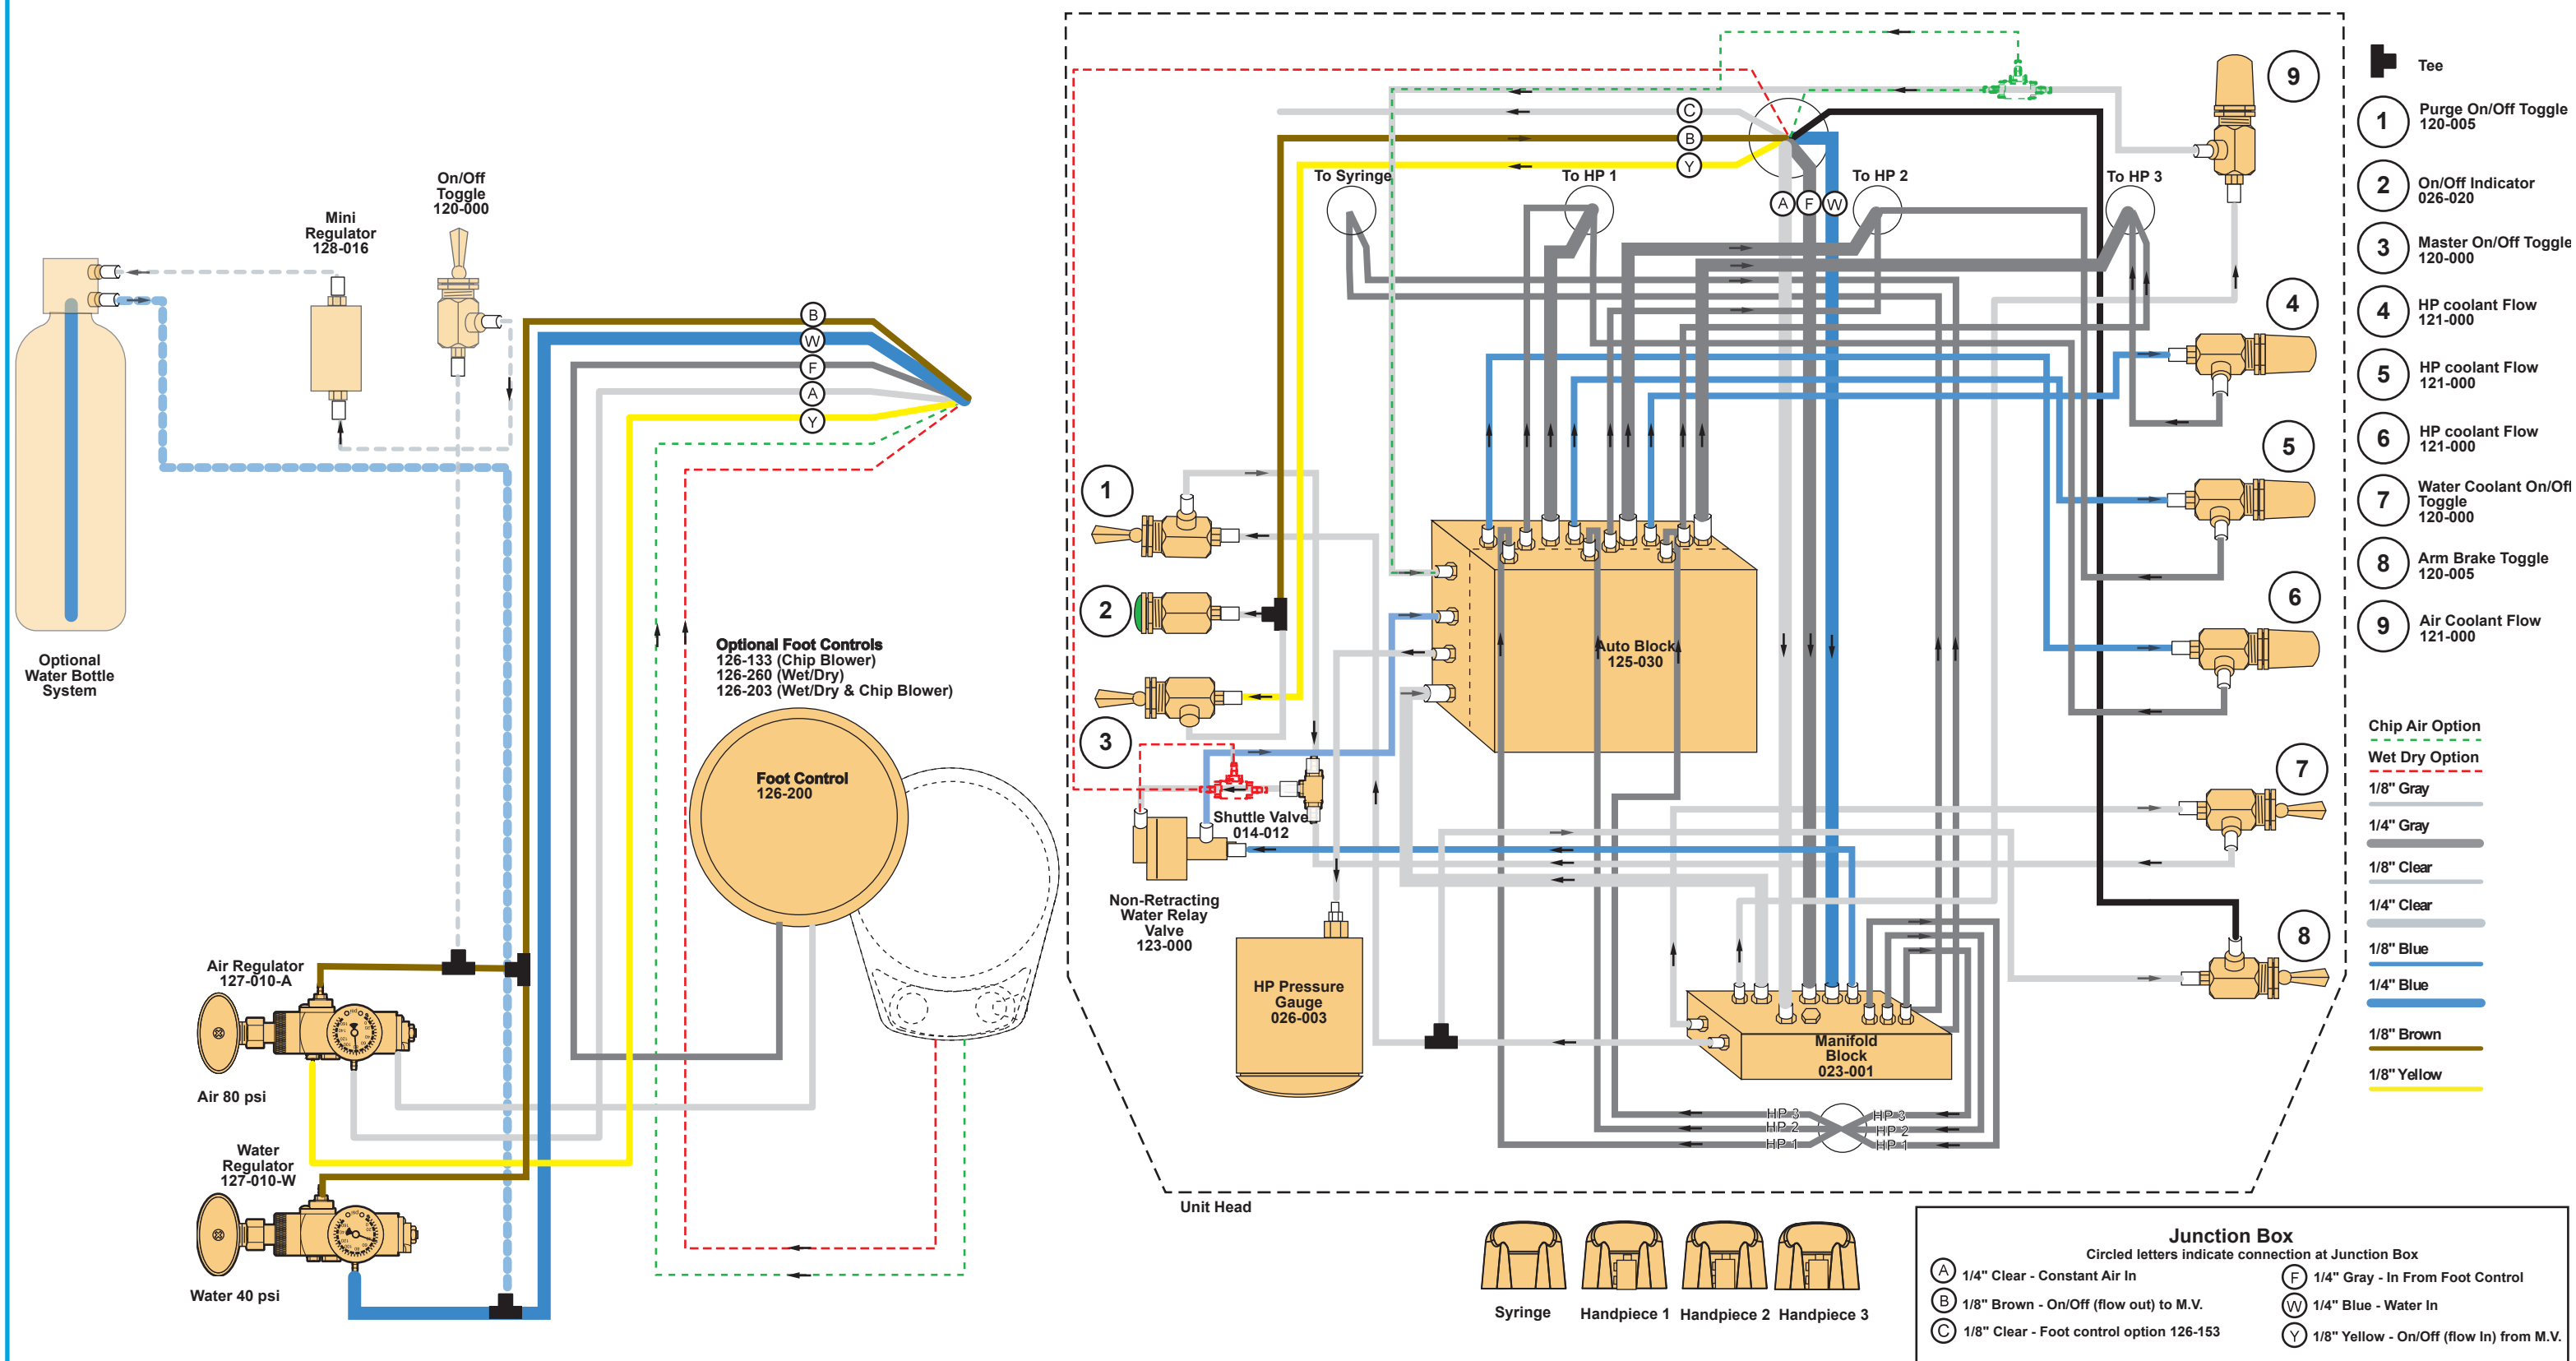 On/Off
Toggle
120-000
Mini
Regulator
128-016
Optional
Water Bottle
System
B
W
F
A
Y
Optional Foot Controls
126-133 (Chip Blower)
126-260 (Wet/Dry)
126-203 (Wet/Dry & Chip Blower)
Foot Control
126-200
Air Regulator
127-010-A
Air 80 psi
Water
Regulator
127-010-W
Water 40 psi
C
B
Y
To Syringe
To HP 1
A
F
W
To HP 2
To HP 3
9
4
5
6
7
8
1
2
3
Auto Block
125-030
Shuttle Valve
014-012
Non-Retracting
Water Relay
Valve
123-000
HP Pressure
Gauge
026-003
Manifold
Block
023-001
HP 3
HP 2
HP 1
HP 3
HP 2
HP 1
Unit Head
Syringe
Handpiece 1
Handpiece 2
Handpiece 3
Tee
1 Purge On/Off Toggle
120-005
2 On/Off Indicator
026-020
3 Master On/Off Toggle
120-000
4 HP coolant Flow
121-000
5 HP coolant Flow
121-000
6 HP coolant Flow
121-000
7 Water Coolant On/Off
Toggle
120-000
8 Arm Brake Toggle
120-005
9 Air Coolant Flow
121-000
Chip Air Option
Wet Dry Option
1/8" Gray
1/4" Gray
1/8" Clear
1/4" Clear
1/8" Blue
1/4" Blue
1/8" Brown
1/8" Yellow
Junction Box
Circled letters indicate connection at Junction Box
A 1/4" Clear - Constant Air In
B 1/8" Brown - On/Off (flow out) to M.V.
C 1/8" Clear - Foot control option 126-153
F 1/4" Gray - In From Foot Control
W 1/4" Blue - Water In
Y 1/8" Yellow - On/Off (flow In) from M.V.